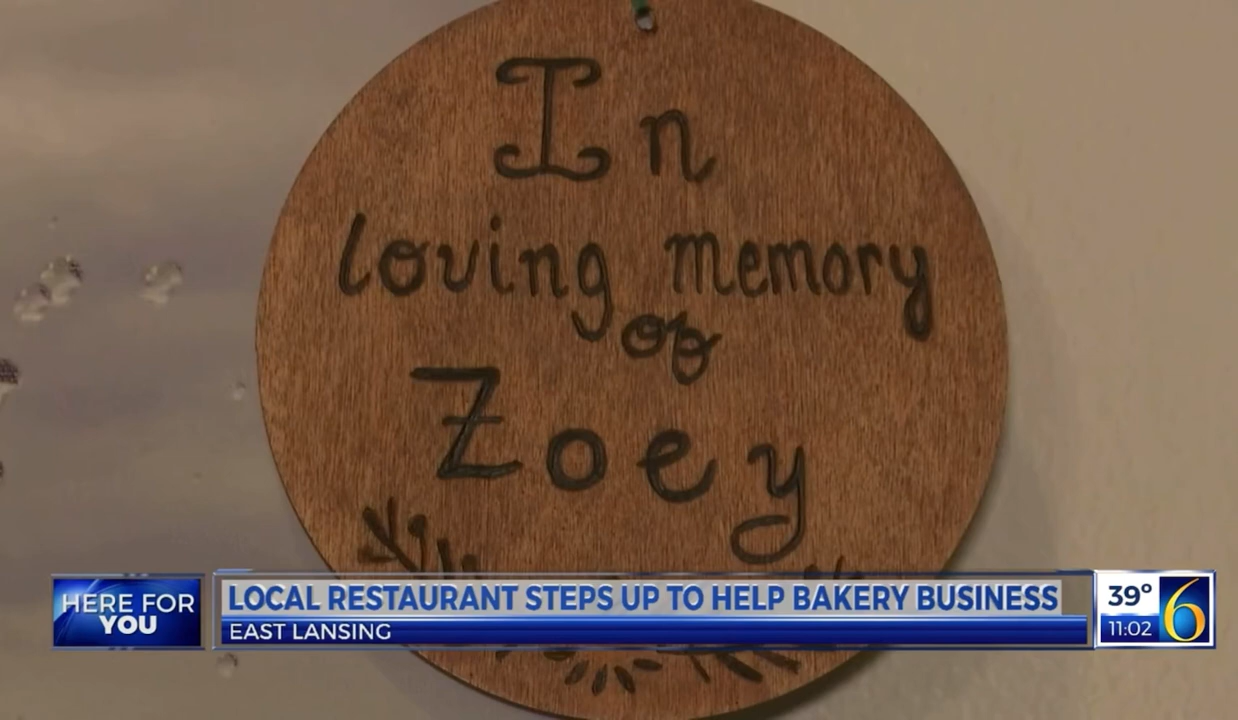 In
loving memory
of
Zoey
HERE FOR
YOU
LOCAL RESTAURANT STEPS UP TO HELP BAKERY BUSINESS
EAST LANSING
39°
11:02
6